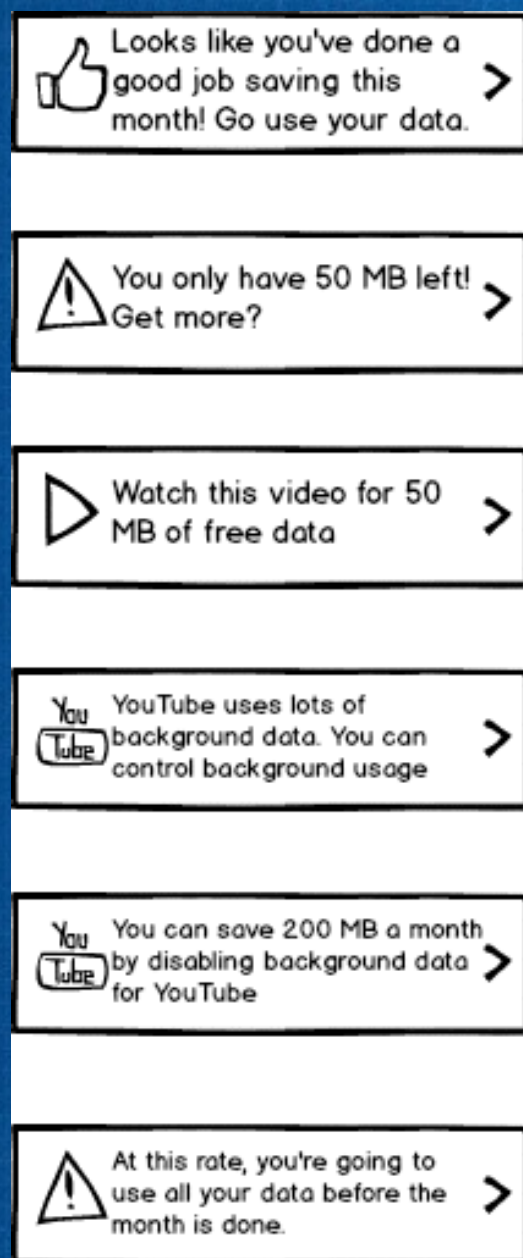 Looks like you've done a
good job saving this
month! Go use your data.
You only have 50 MB left!
Get more?
Watch this video for 50
MB of free data
You
Tube
YouTube uses lots of
background data. You can
control background usage
You
Tube
You can save 200 MB a month
by disabling background data
for YouTube
At this rate, you're going to
use all your data before the
month is done.